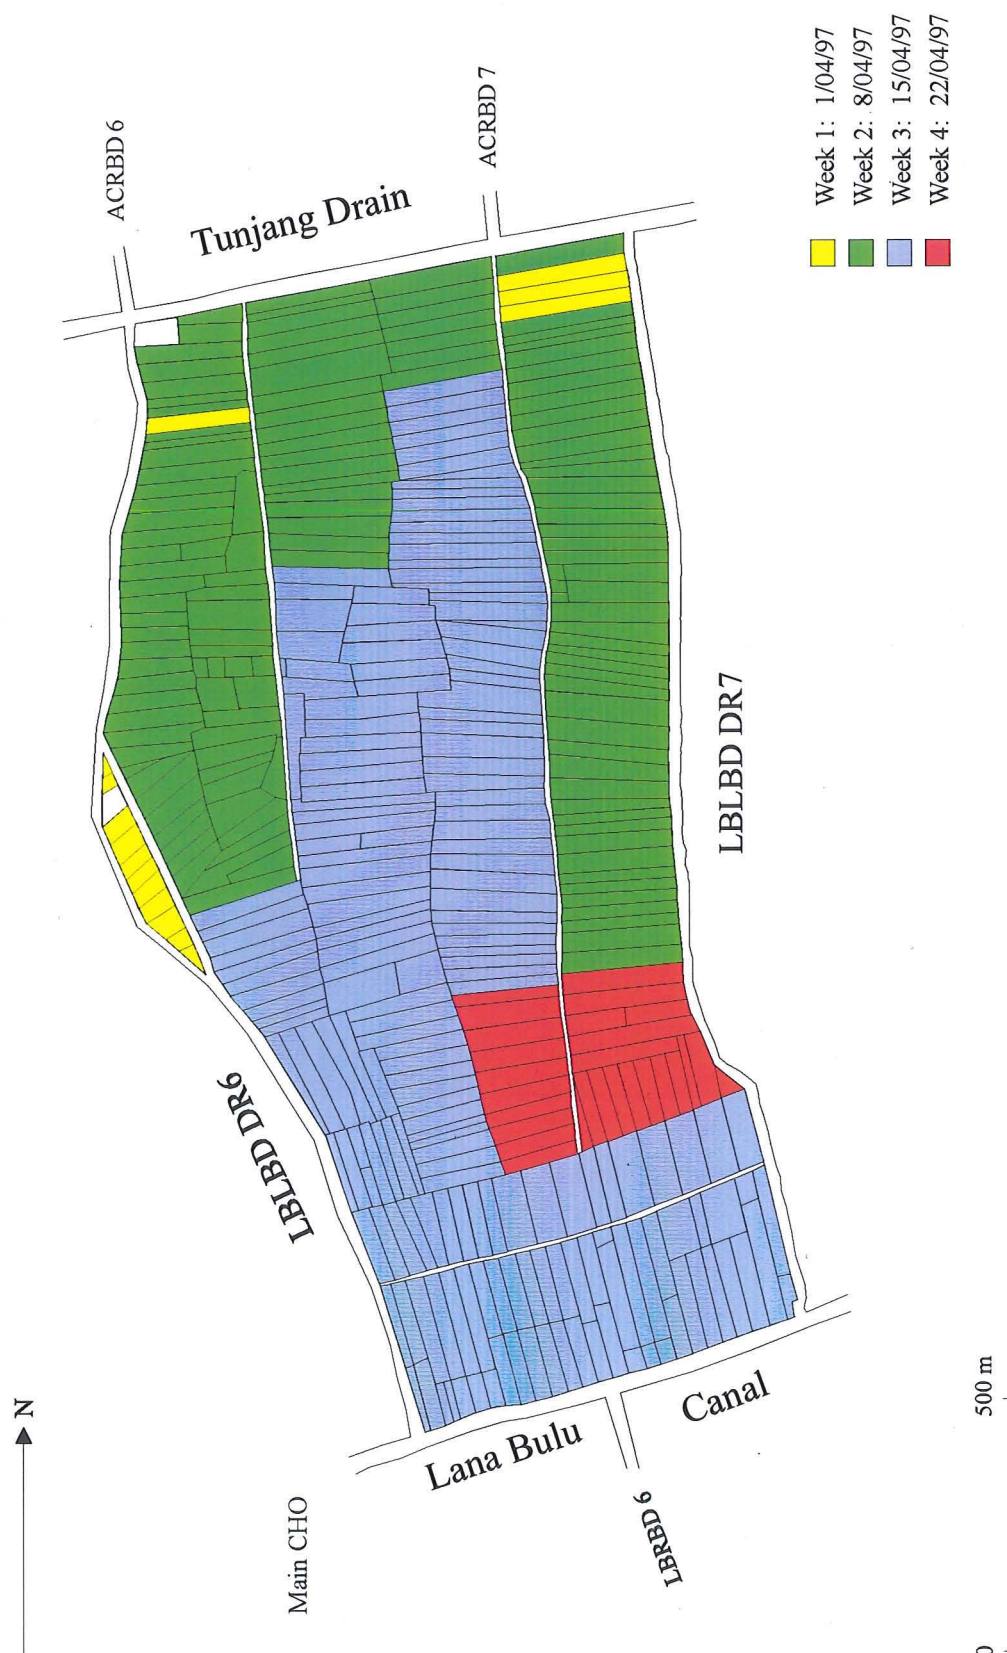 ACRBD 6
ACRBD 7
Tunjang Drain
Week 1: 1/04/97
Week 2: 8/04/97
Week 3: 15/04/97
Week 4: 22/04/97
LBLBD DR7
LBLBD DR6
N
Main CHO
Lana Bulu
Canal
LBRBD 6
500 m
0